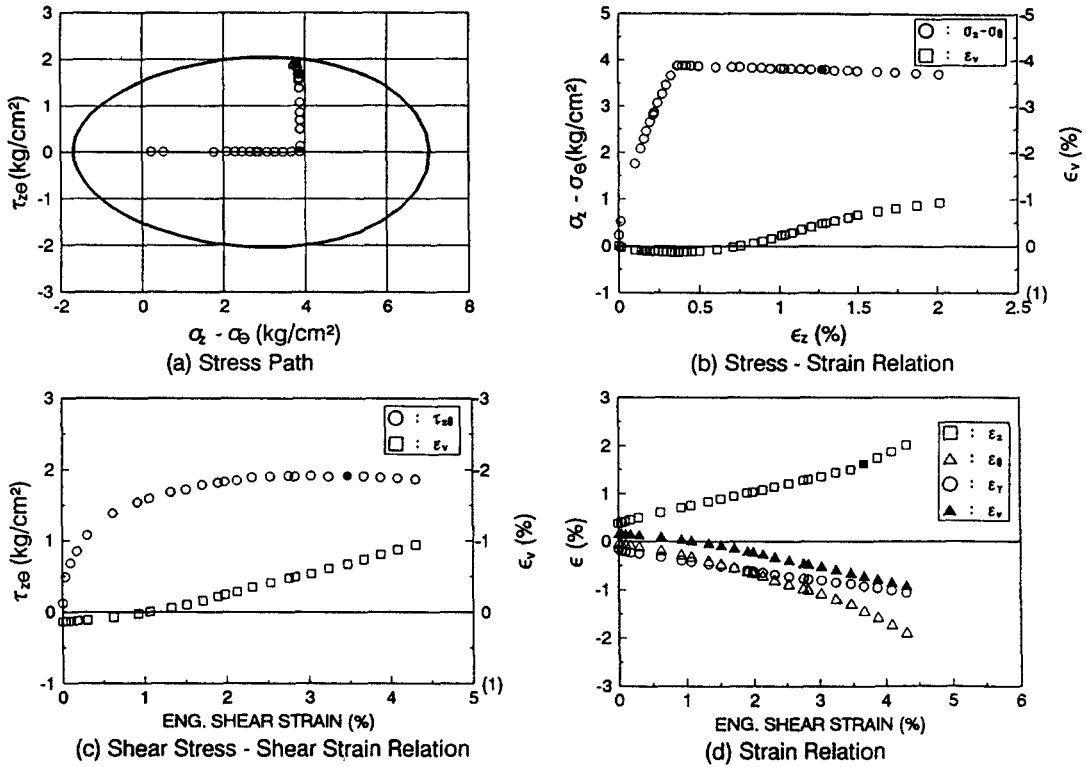 3
2
1
0
-1
-2
-3
-2
0
2
4
6
8
τzθ (kg/cm²)
σz - σθ (kg/cm²)
(a) Stress Path
5
4
3
2
1
0
-1
-5
-4
-3
-2
-1
0
(1)
0
0.5
1
1.5
2
2.5
○ : σz-σθ
□ : εv
σz - σθ (kg/cm²)
εv (%)
εz (%)
(b) Stress - Strain Relation
3
2
1
0
-1
-3
-2
-1
0
(1)
0
1
2
3
4
5
○ : τzθ
□ : εv
τzθ (kg/cm²)
εv (%)
ENG. SHEAR STRAIN (%)
(c) Shear Stress - Shear Strain Relation
3
2
1
0
-1
-2
-3
0
1
2
3
4
5
6
□ : εz
△ : εθ
○ : εγ
▲ : εv
ε (%)
ENG. SHEAR STRAIN (%)
(d) Strain Relation